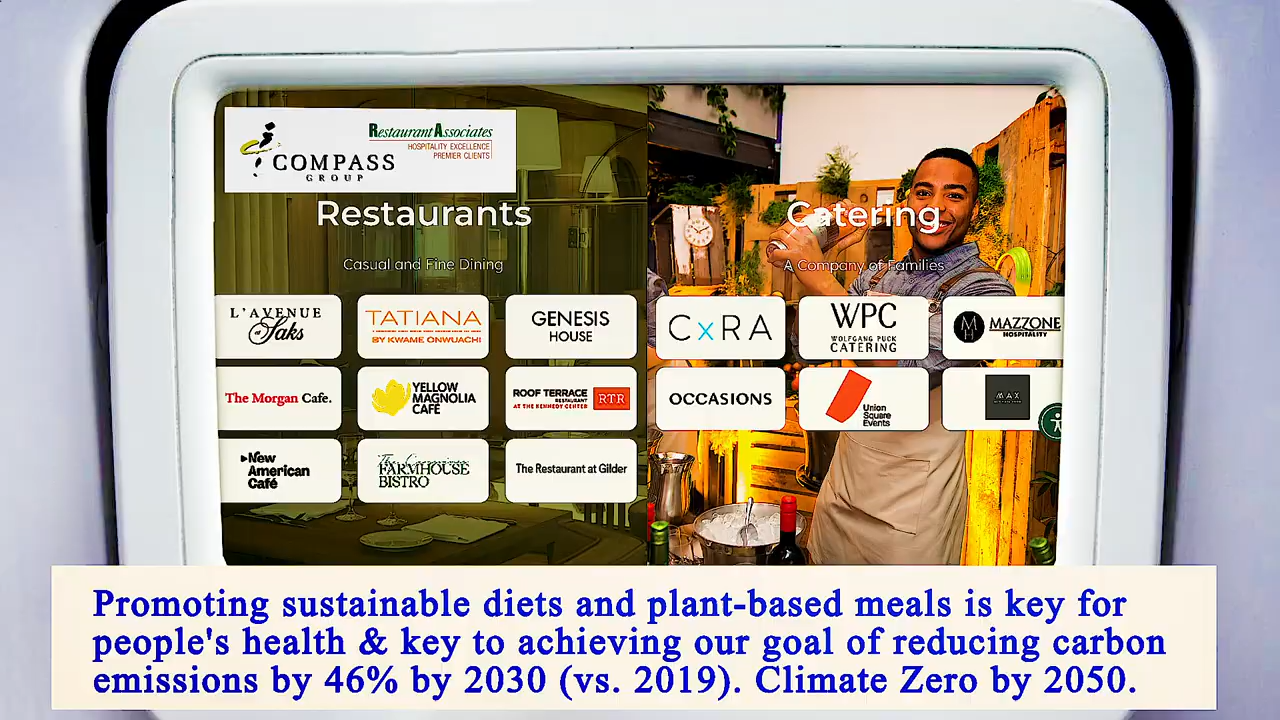 COMPASS
GROUP
RESTAURANT ASSOCIATES
HOSPITALITY EXCELLENCE
PREMIER CLIENTS
Restaurants
Casual and Fine Dining
L'AVENUE
at
Saks
TATIANA
BY KWAME ONWUACHI
GENESIS
HOUSE
The Morgan Cafe.
YELLOW
MAGNOLIA
CAFÉ
ROOF TERRACE
RESTAURANT
AT THE KENNEDY CENTER
RTR
New
American
Café
FARMHOUSE
BISTRO
The Restaurant at Gilder
Catering
A Company of Families
CxRA
WPC
WOLFGANG PUCK
CATERING
MH
MAZZONE
HOSPITALITY
OCCASIONS
Union
Square
Events
MAX
Promoting sustainable diets and plant-based meals is key for
people's health & key to achieving our goal of reducing carbon
emissions by 46% by 2030 (vs. 2019). Climate Zero by 2050.